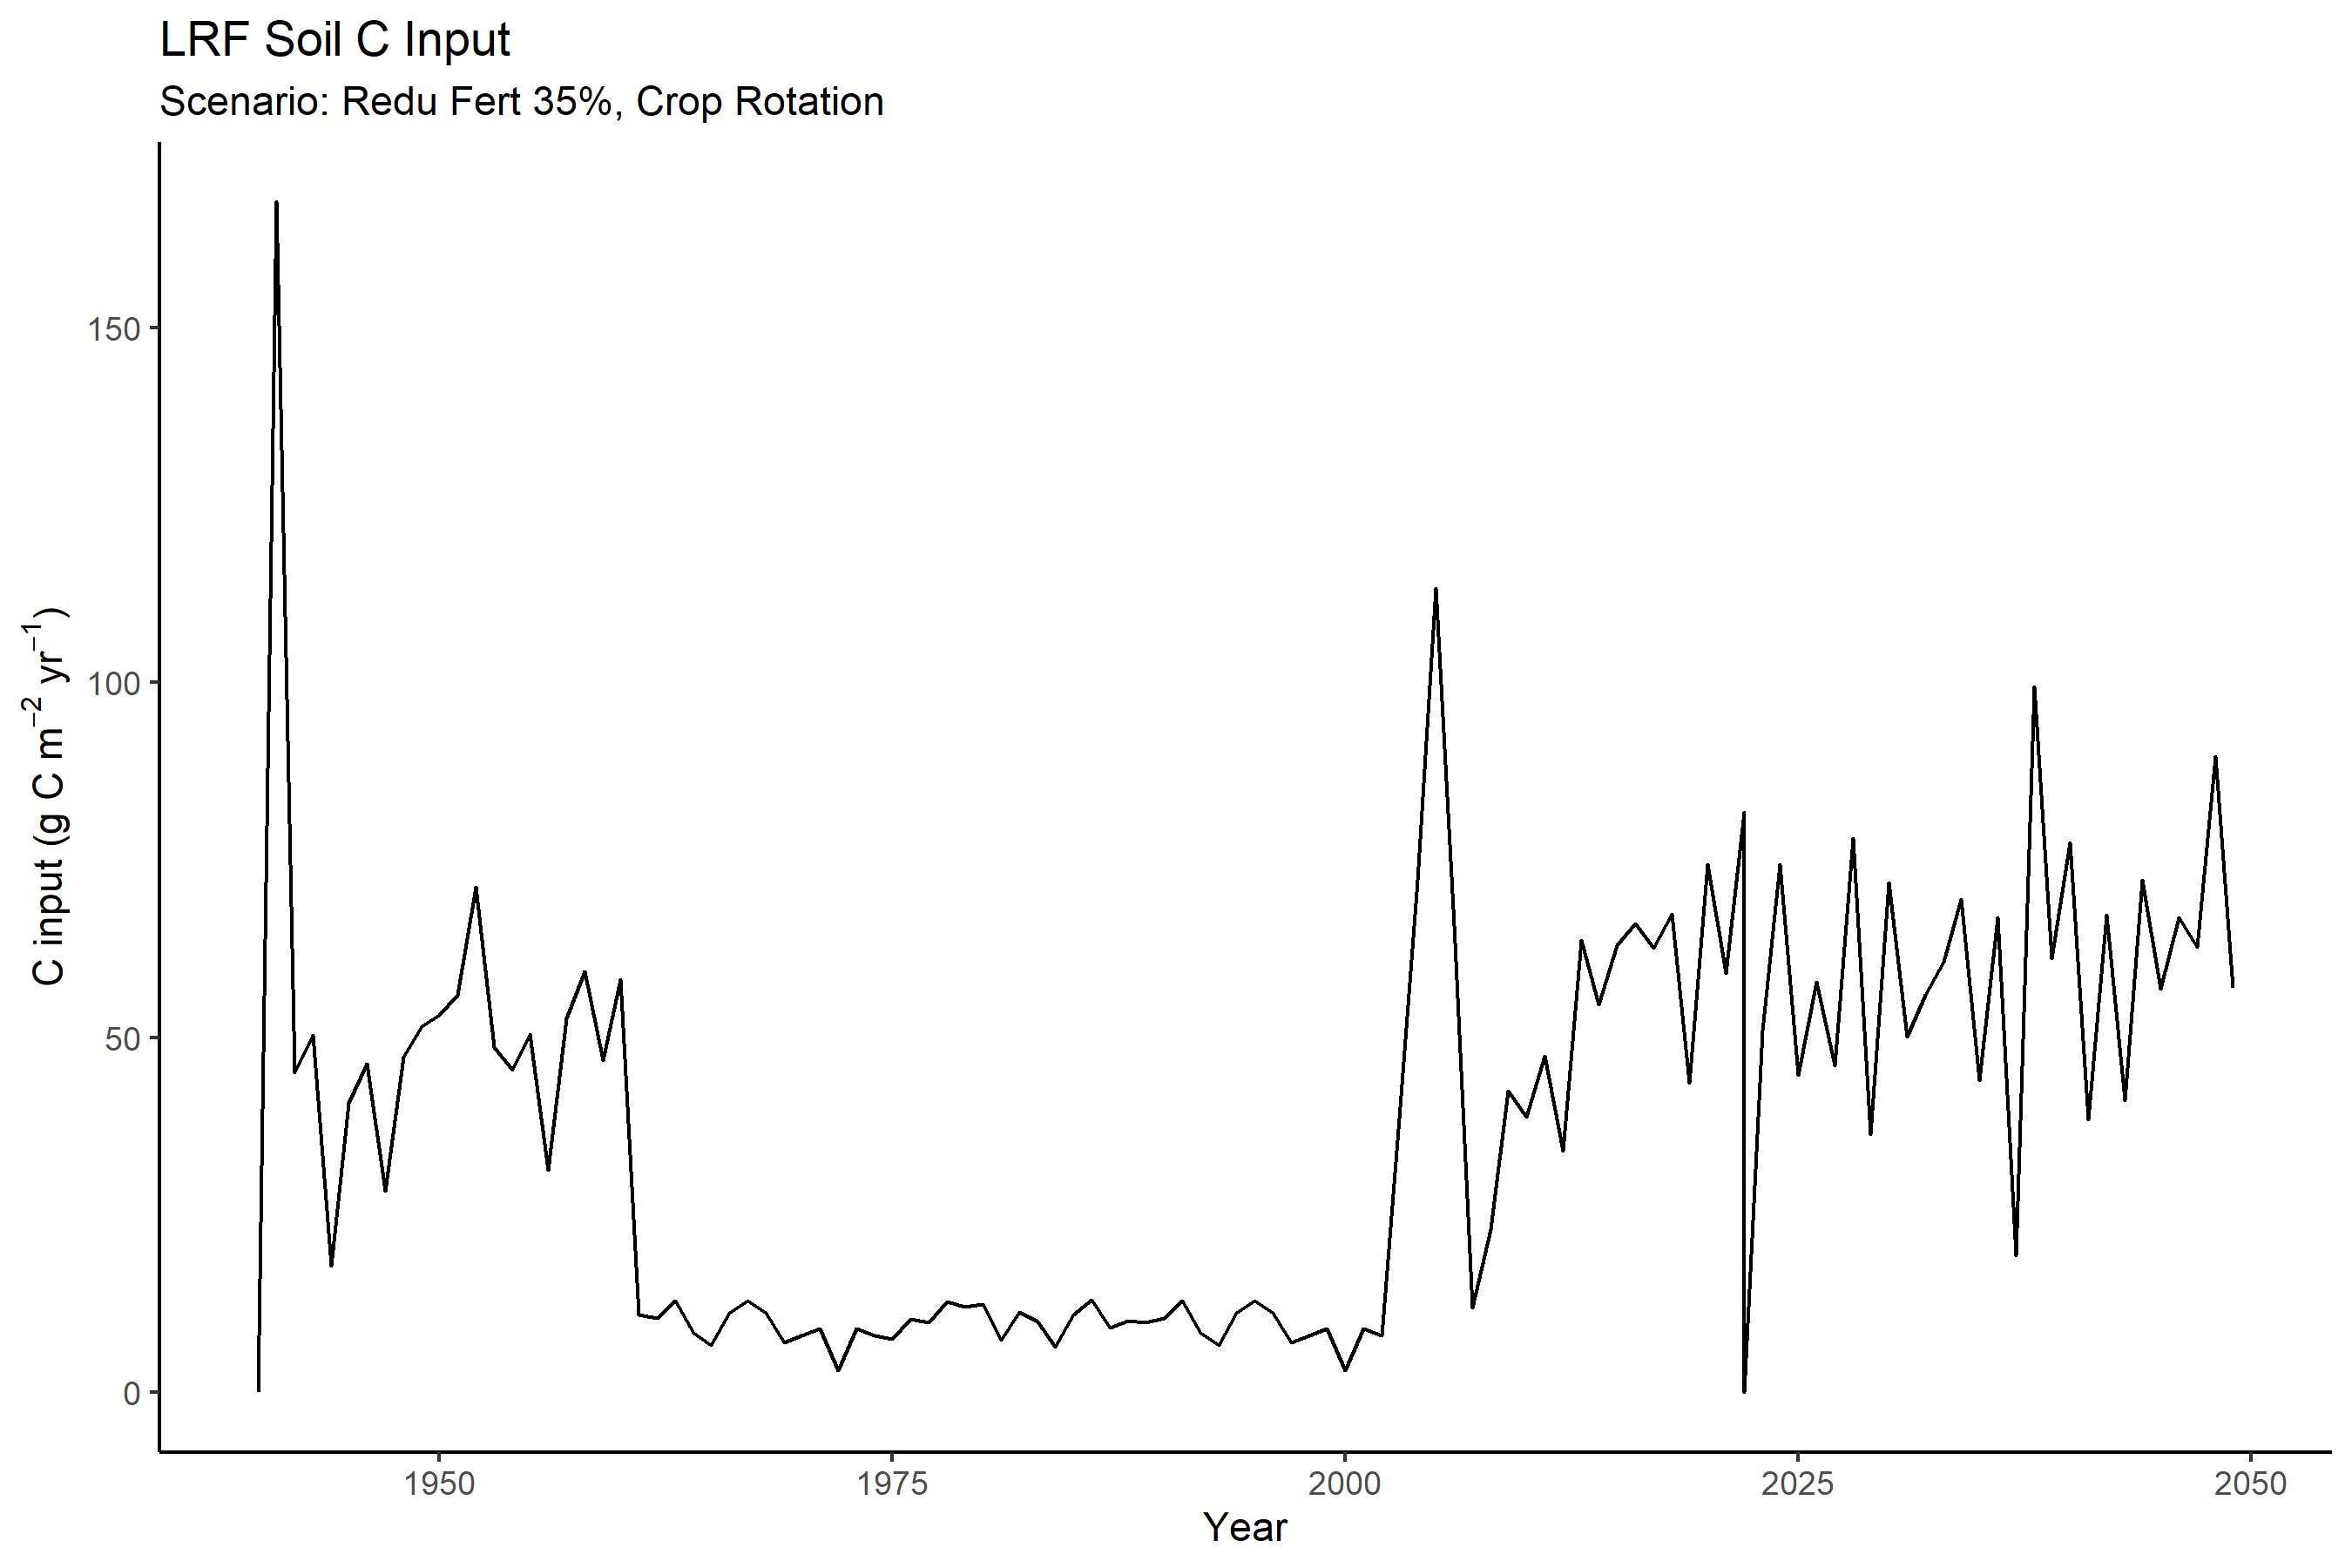 LRF Soil C Input
Scenario: Redu Fert 35%, Crop Rotation
C input (g C m⁻² yr⁻¹)
150
100
50
0
1950
1975
2000
2025
2050
Year